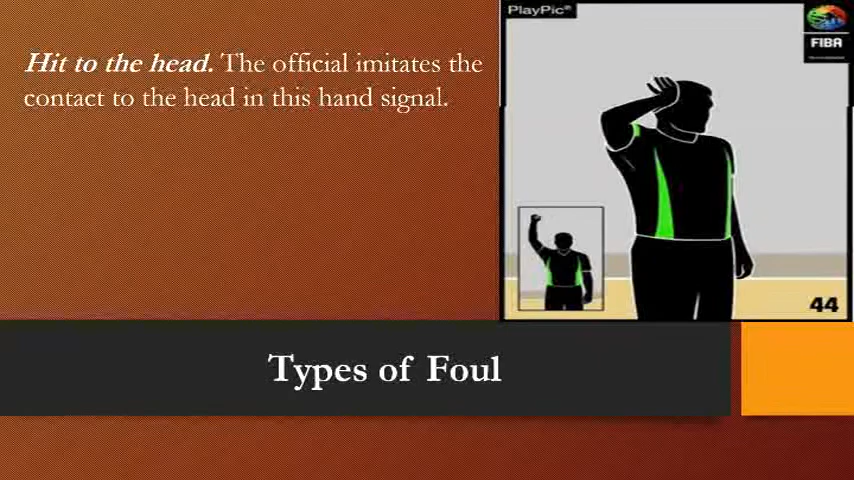 PlayPic®
FIBA
Hit to the head. The official imitates the
contact to the head in this hand signal.
44
Types of Foul